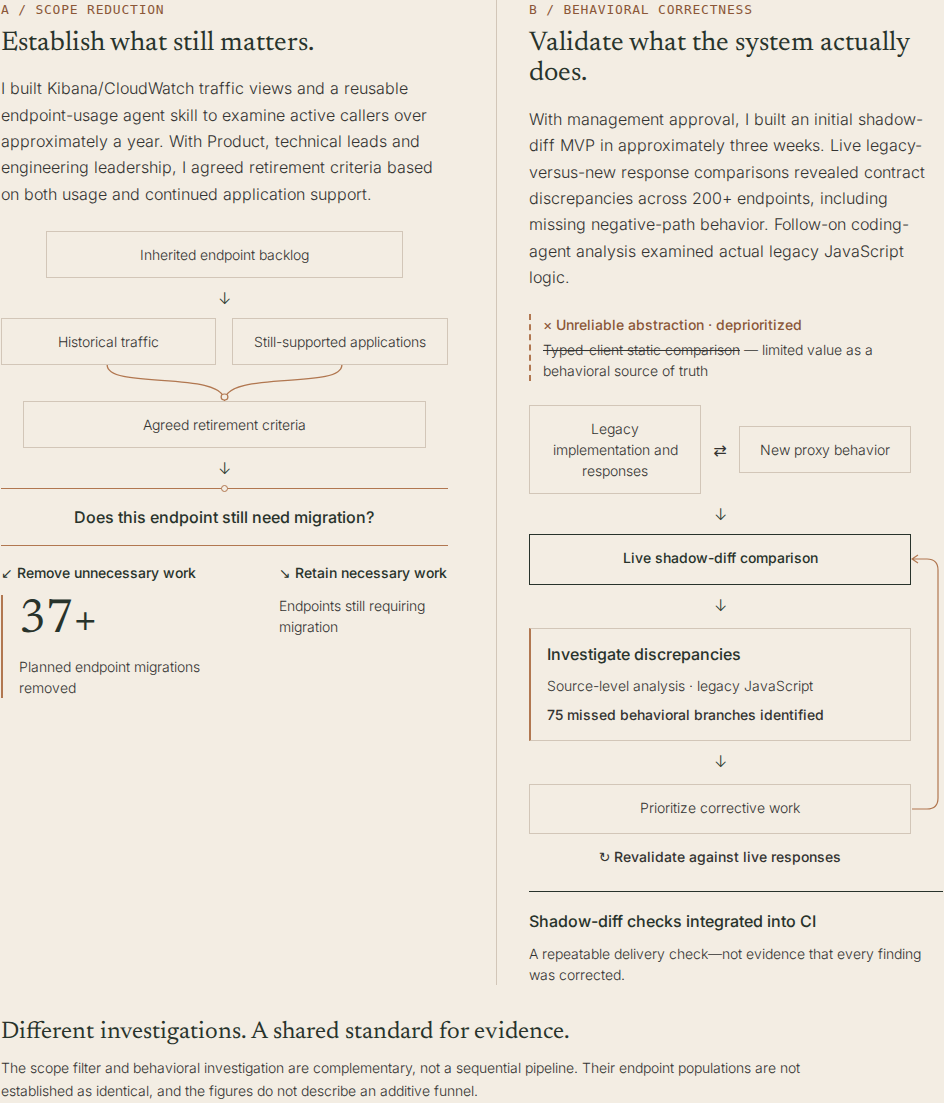 A / SCOPE REDUCTION
Establish what still matters.
I built Kibana/CloudWatch traffic views and a reusable
endpoint-usage agent skill to examine active callers over
approximately a year. With Product, technical leads and
engineering leadership, I agreed retirement criteria based
on both usage and continued application support.
Inherited endpoint backlog
↓
Historical traffic
Still-supported applications
Agreed retirement criteria
↓
Does this endpoint still need migration?
↙ Remove unnecessary work
37+
Planned endpoint migrations
removed
↘ Retain necessary work
Endpoints still requiring
migration
B / BEHAVIORAL CORRECTNESS
Validate what the system actually
does.
With management approval, I built an initial shadow-
diff MVP in approximately three weeks. Live legacy-
versus-new response comparisons revealed contract
discrepancies across 200+ endpoints, including
missing negative-path behavior. Follow-on coding-
agent analysis examined actual legacy JavaScript
logic.
× Unreliable abstraction · deprioritized
Typed-client static comparison — limited value as a
behavioral source of truth
Legacy
implementation and
responses
⇄
New proxy behavior
↓
Live shadow-diff comparison
↓
Investigate discrepancies
Source-level analysis · legacy JavaScript
75 missed behavioral branches identified
↓
Prioritize corrective work
↻ Revalidate against live responses
Shadow-diff checks integrated into CI
A repeatable delivery check—not evidence that every finding
was corrected.
Different investigations. A shared standard for evidence.
The scope filter and behavioral investigation are complementary, not a sequential pipeline. Their endpoint populations are not
established as identical, and the figures do not describe an additive funnel.